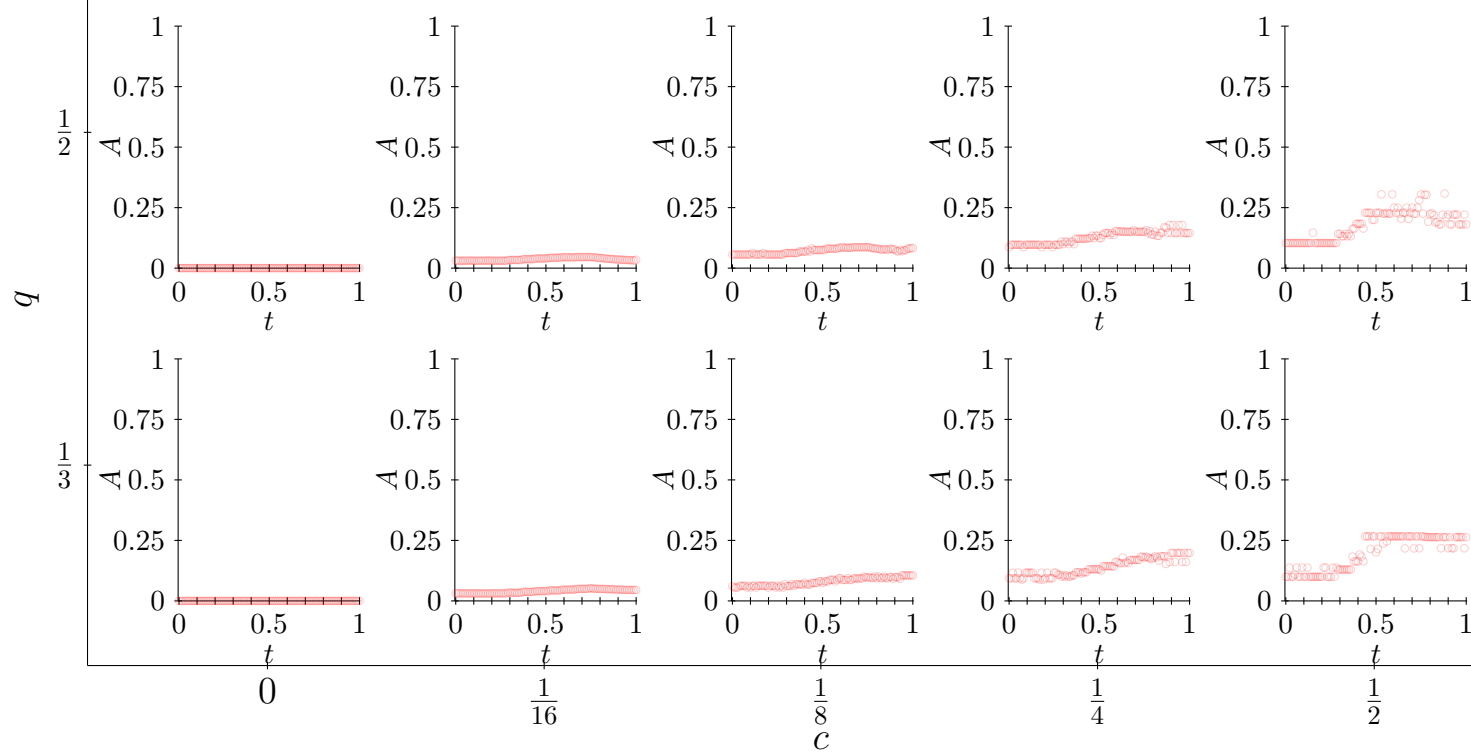 1 1 1 1 1
0.75 0.75 0.75 0.75 0.75
1/2 A 0.5 A 0.5 A 0.5 A 0.5 A 0.5
0.25 0.25 0.25 0.25 0.25
0 0 0 0 0
0 0.5 1 0 0.5 1 0 0.5 1 0 0.5 1 0 0.5 1
t t t t t
q
1 1 1 1 1
0.75 0.75 0.75 0.75 0.75
1/3 A 0.5 A 0.5 A 0.5 A 0.5 A 0.5
0.25 0.25 0.25 0.25 0.25
0 0 0 0 0
0 0.5 1 0 0.5 1 0 0.5 1 0 0.5 1 0 0.5 1
t t t t t
0 1/16 1/8 1/4 1/2
c